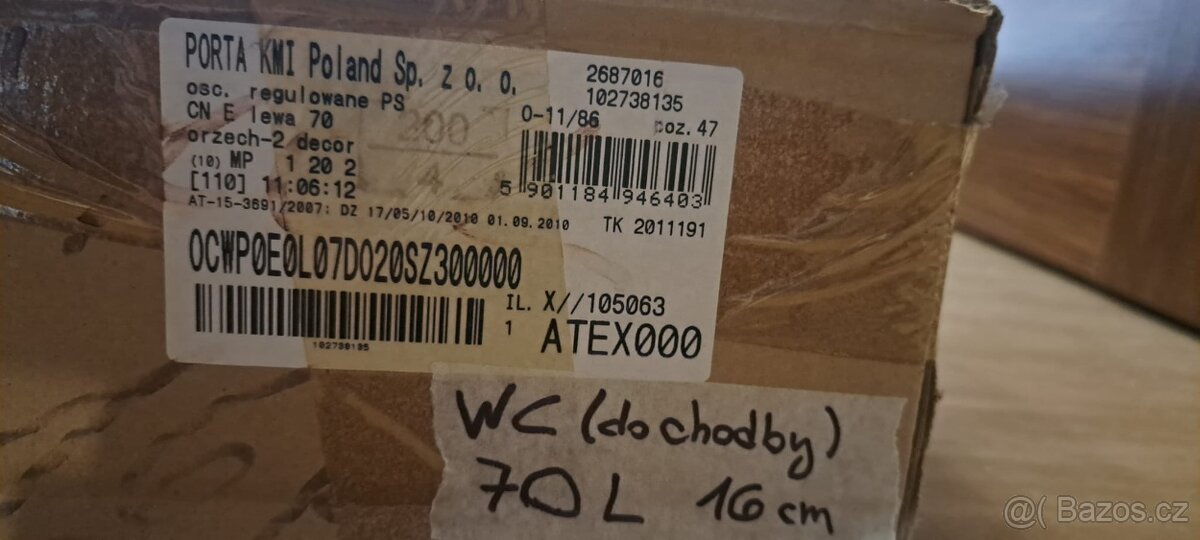 PORTA KMI Poland Sp. z o. o.
osc. regulowane PS
CN E lewa 70
orzech-2 decor
(10) MP 1 20 2
[110] 11:06:12
AT-15-3691/2007; DZ 17/05/10/2010 01.09.2010
200
4
2687016
102738135
0-11/86 poz. 47
5 901184 946403
TK 2011191
OCWP0E0L07D020SZ300000
102738135
IL. X//105063
1 ATEX000
WC (do chodby)
70 L 16 cm
@( Bazos.cz